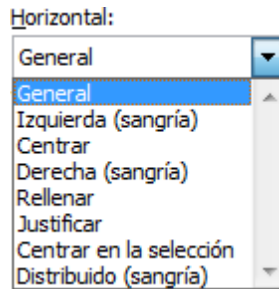 Horizontal:
General
General
Izquierda (sangría)
Centrar
Derecha (sangría)
Rellenar
Justificar
Centrar en la selección
Distribuido (sangría)